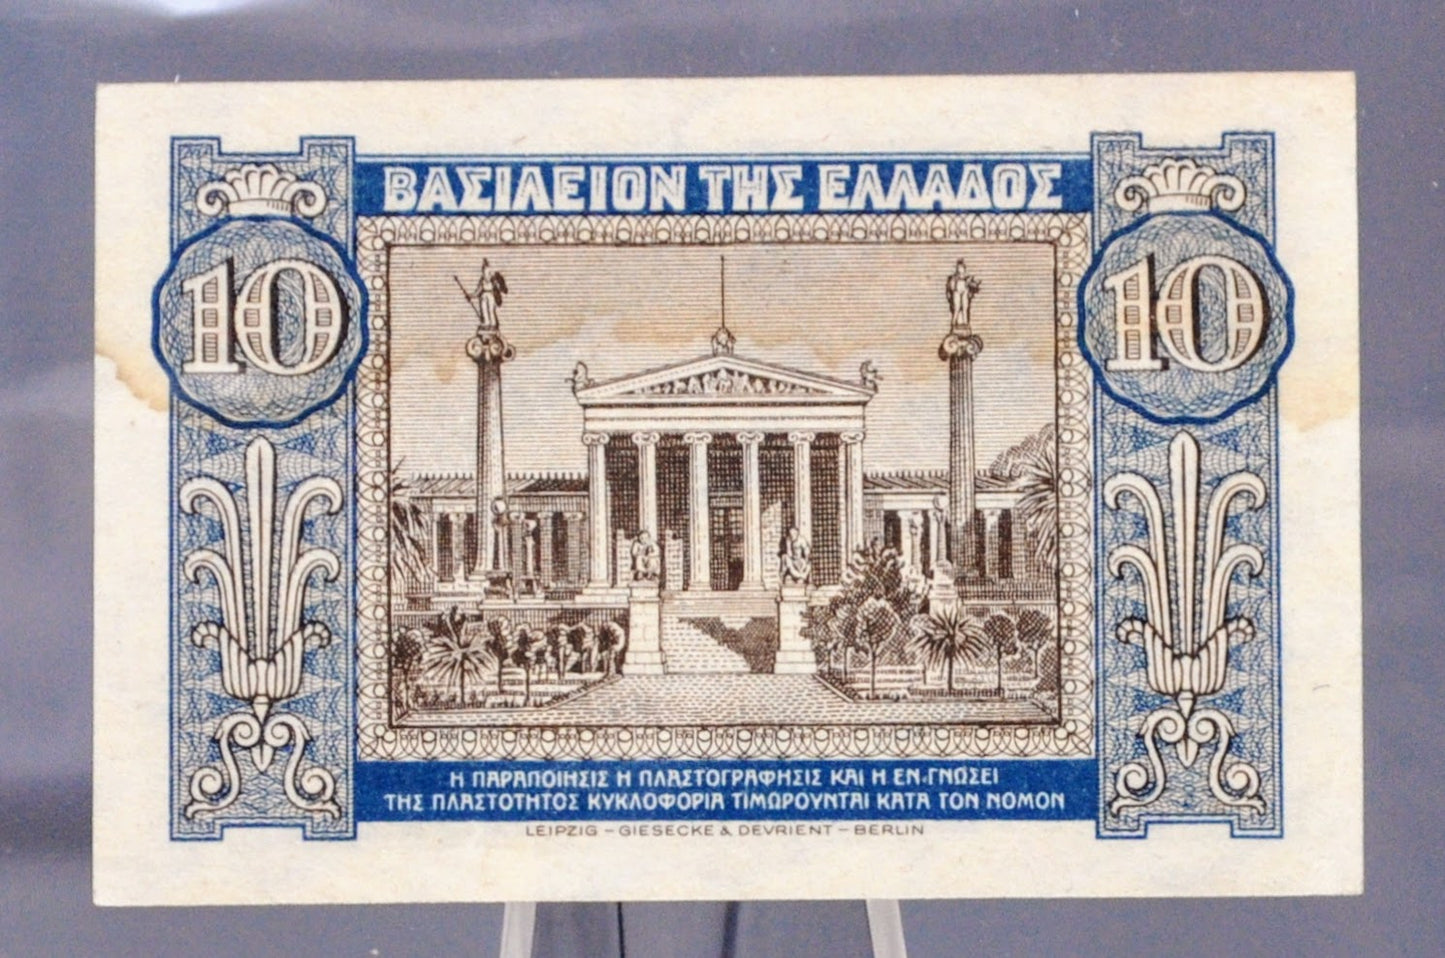 ΒΑΣΙΛΕΙΟΝ ΤΗΣ ΕΛΛΑΔΟΣ
10
10
Η ΠΑΡΑΠΟΙΗΣΙΣ Η ΠΛΑΣΤΟΓΡΑΦΗΣΙΣ ΚΑΙ Η ΕΝ ΓΝΩΣΕΙ
ΤΗΣ ΠΛΑΣΤΟΤΗΤΟΣ ΚΥΚΛΟΦΟΡΙΑ ΤΙΜΩΡΟΥΝΤΑΙ ΚΑΤΑ ΤΟΝ ΝΟΜΟΝ
LEIPZIG – GIESECKE & DEVRIENT – BERLIN